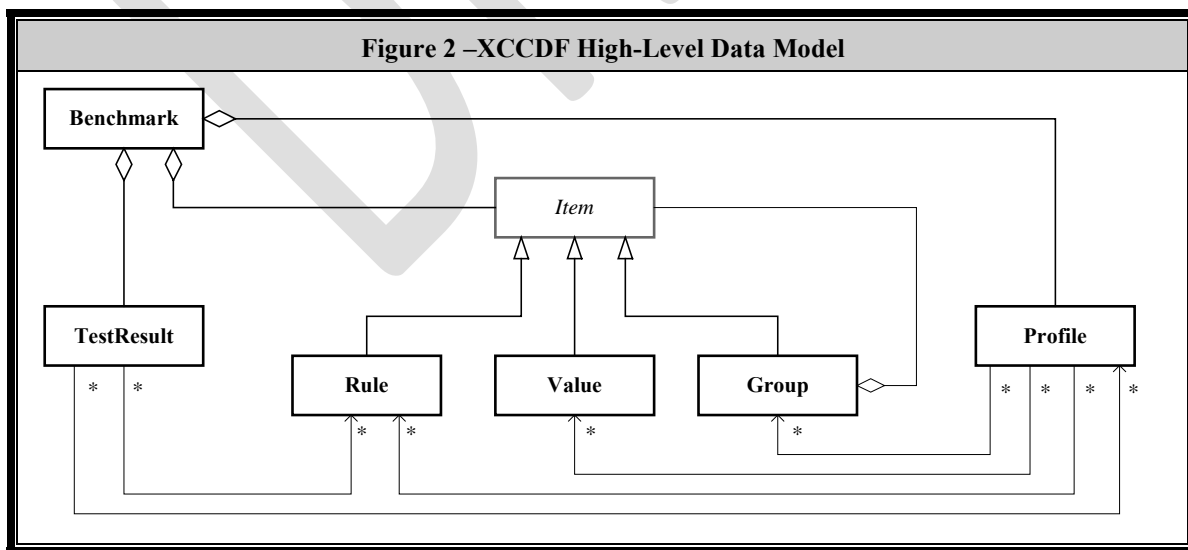 Figure 2 –XCCDF High-Level Data Model
Benchmark
Item
TestResult
Profile
Rule
Value
Group
* * * * * *
* * * *